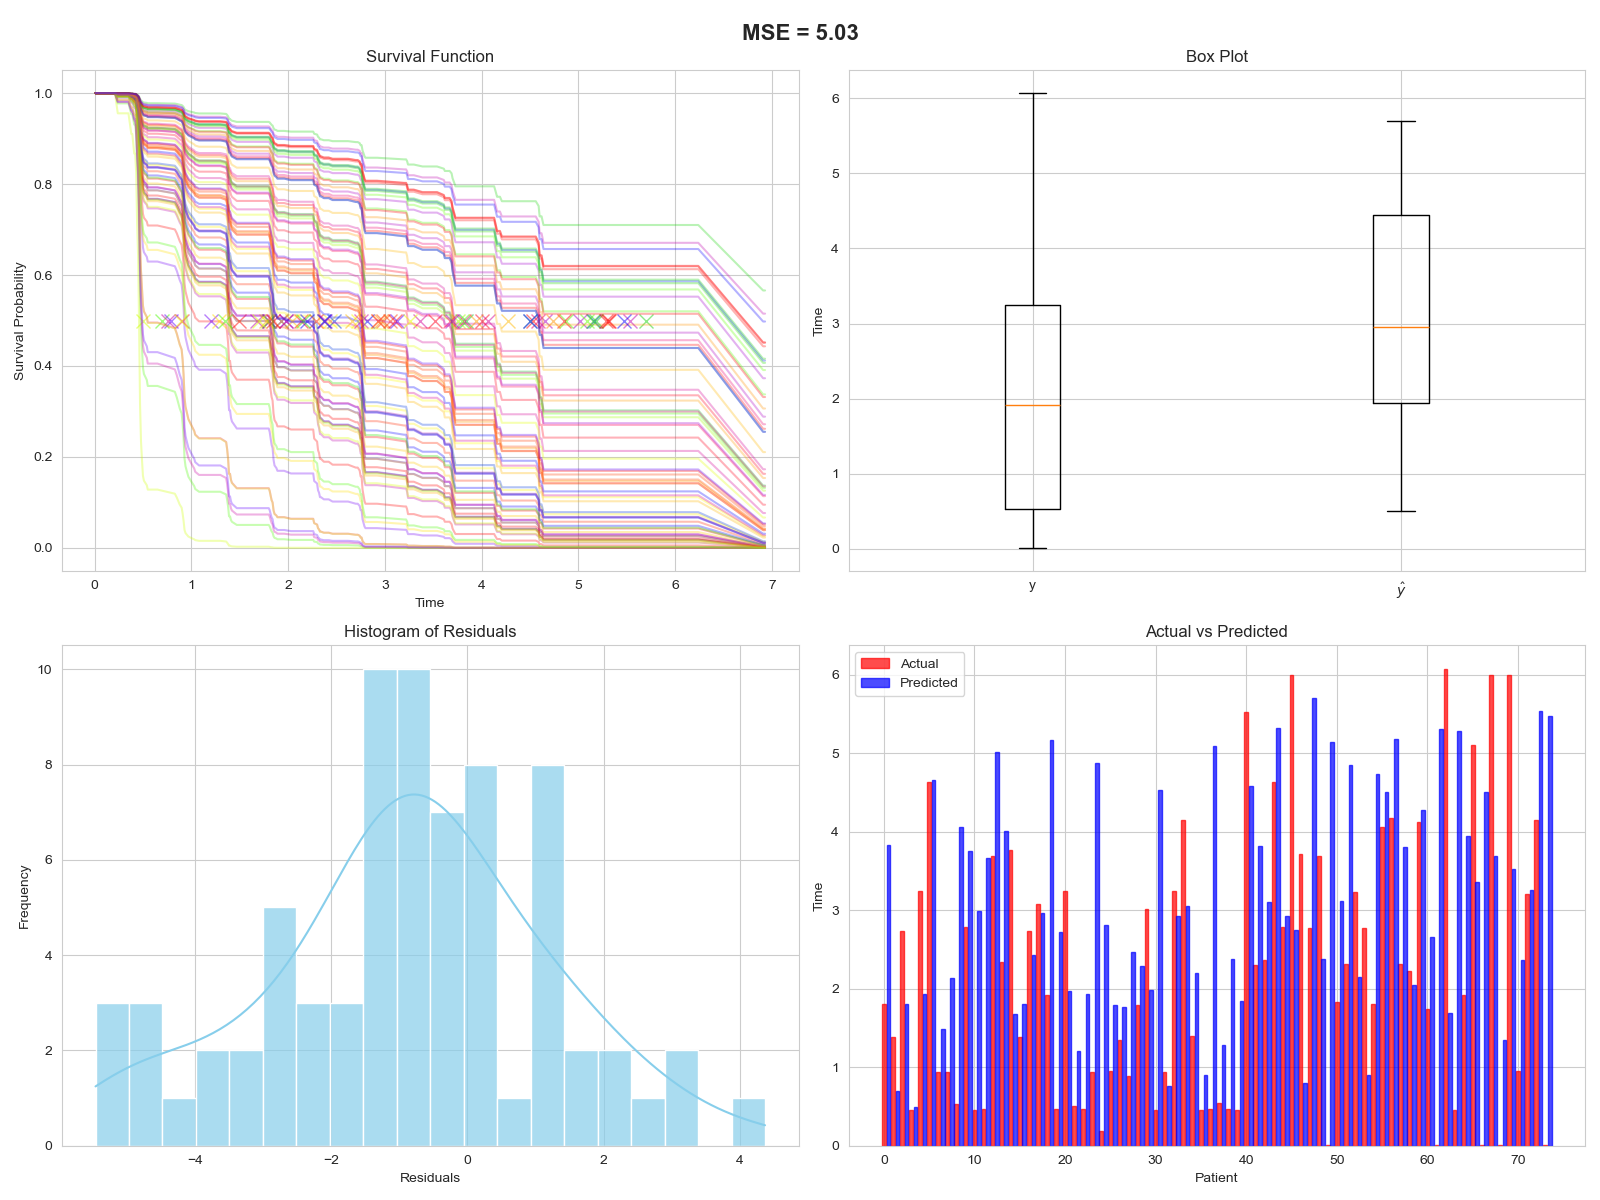 MSE = 5.03
Survival Function
1.0
0.8
0.6
0.4
0.2
0.0
Survival Probability
0 1 2 3 4 5 6 7
Time
Box Plot
6
5
4
3
2
1
0
Time
y ŷ
Histogram of Residuals
10
8
6
4
2
0
Frequency
−4 −2 0 2 4
Residuals
Actual vs Predicted
Actual
Predicted
6
5
4
3
2
1
0
Time
0 10 20 30 40 50 60 70
Patient